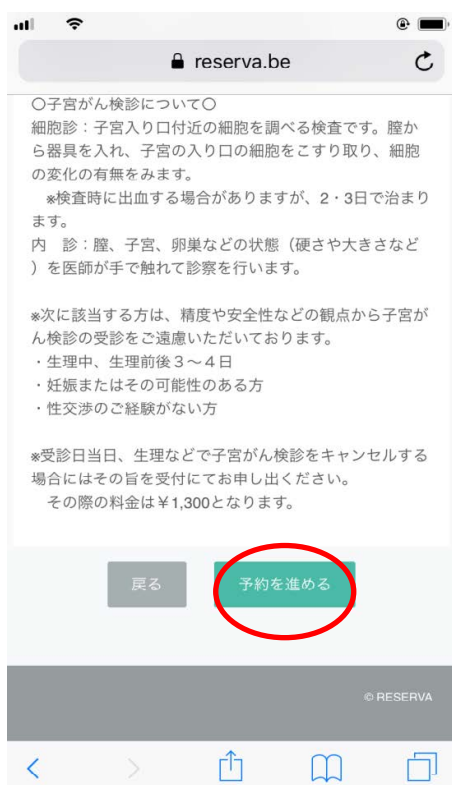 reserva.be
〇子宮がん検診について〇
細胞診：子宮入り口付近の細胞を調べる検査です。膣か
ら器具を入れ、子宮の入り口の細胞をこすり取り、細胞
の変化の有無をみます。
※検査時に出血する場合がありますが、2・3日で治まり
ます。
内　診：膣、子宮、卵巣などの状態（硬さや大きさなど
）を医師が手で触れて診察を行います。
※次に該当する方は、精度や安全性などの観点から子宮が
ん検診の受診をご遠慮いただいております。
・生理中、生理前後３～４日
・妊娠またはその可能性のある方
・性交渉のご経験がない方
※受診日当日、生理などで子宮がん検診をキャンセルする
場合にはその旨を受付にてお申し出ください。
その際の料金は￥1,300となります。
戻る
予約を進める
© RESERVA